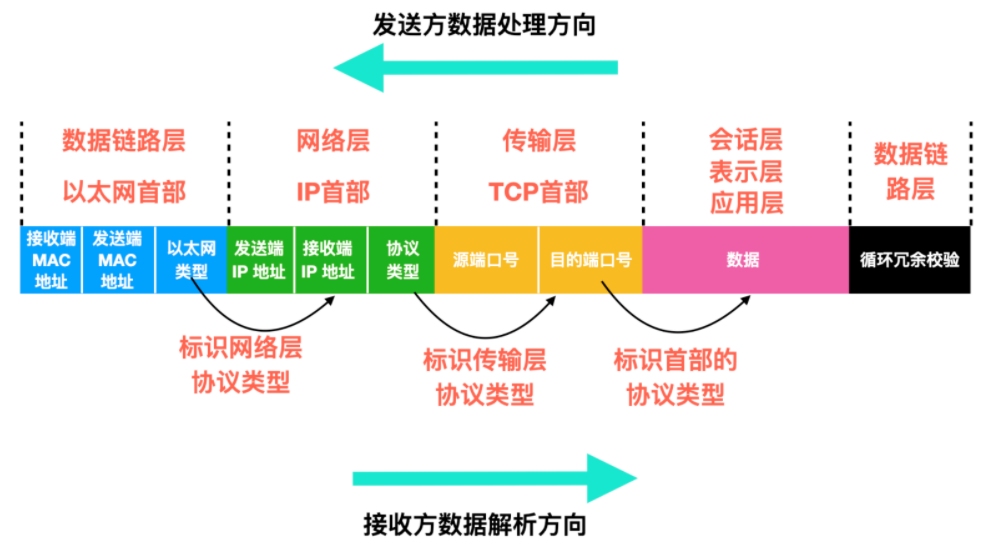 发送方数据处理方向
数据链路层
以太网首部
网络层
IP首部
传输层
TCP首部
会话层
表示层
应用层
数据链
路层
接收端
MAC
地址
发送端
MAC
地址
以太网
类型
发送端
IP 地址
接收端
IP 地址
协议
类型
源端口号
目的端口号
数据
循环冗余校验
标识网络层
协议类型
标识传输层
协议类型
标识首部的
协议类型
接收方数据解析方向